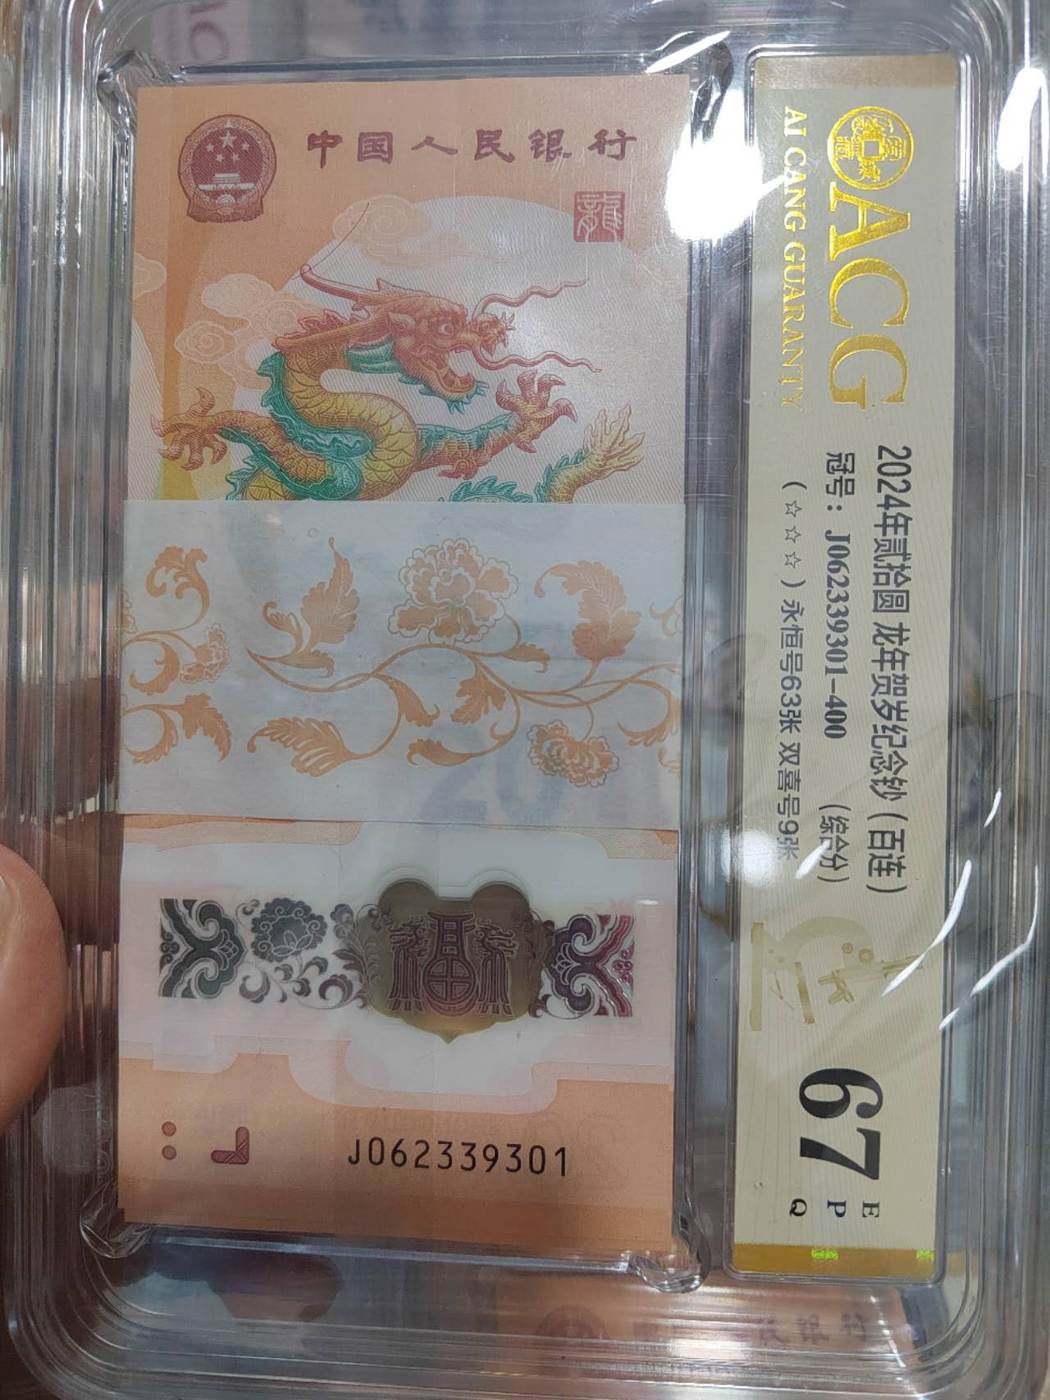 中国人民银行
龍
福
J062339301
ACG
AI CANG GUARANTY
2024年贰拾圆 龙年贺岁纪念钞（百连）
冠号：J062339301-400 （综合分）
（☆☆☆☆）永恒号63张 双喜号9张
67
E
P
Q